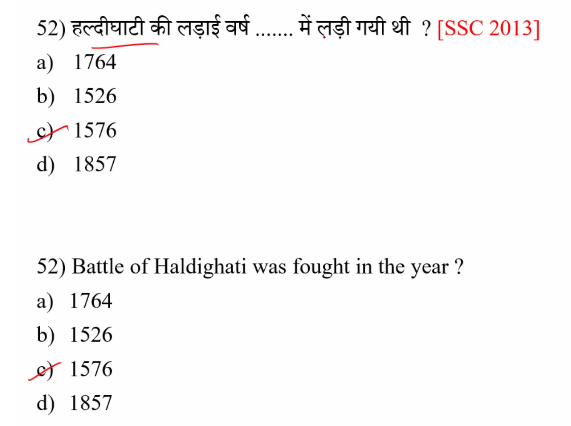 52) हल्दीघाटी की लड़ाई वर्ष ....... में लड़ी गयी थी ? [SSC 2013]
a) 1764
b) 1526
c) 1576
d) 1857
52) Battle of Haldighati was fought in the year ?
a) 1764
b) 1526
c) 1576
d) 1857